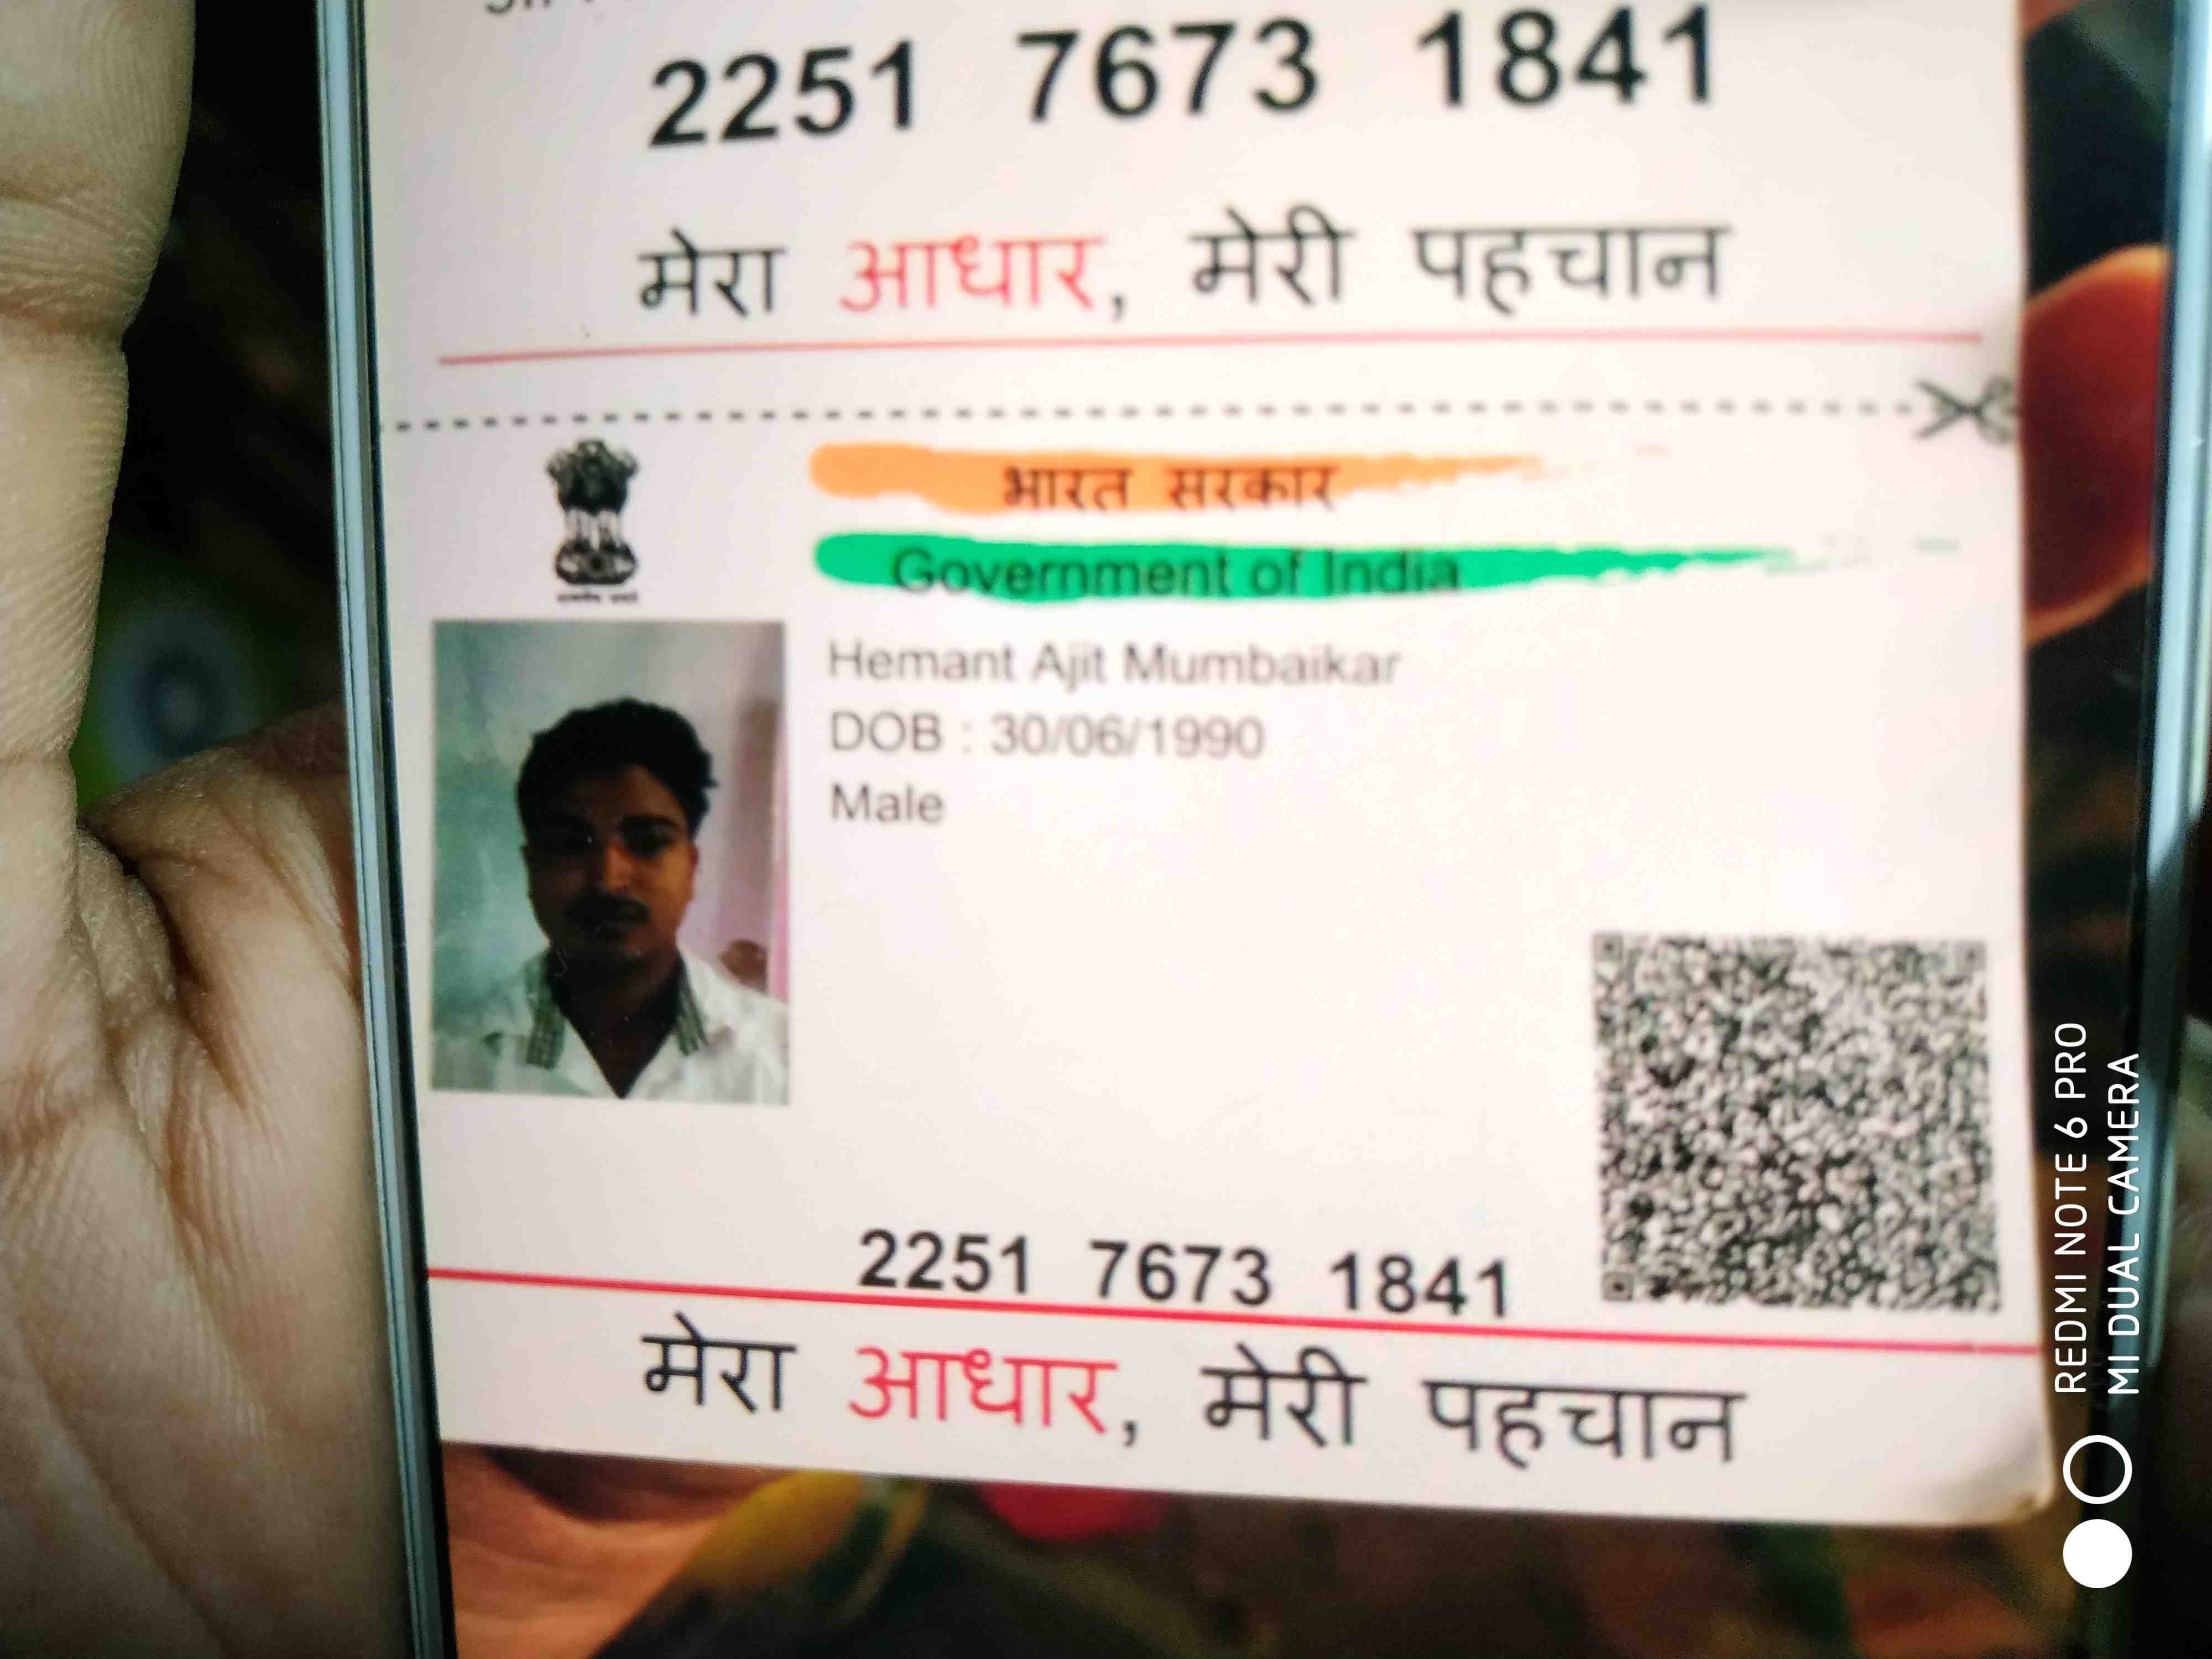 2251 7673 1841
मेरा आधार, मेरी पहचान
भारत सरकार
Government of India
Hemant Ajit Mumbaikar
DOB : 30/06/1990
Male
2251 7673 1841
मेरा आधार, मेरी पहचान
REDMI NOTE 6 PRO
MI DUAL CAMERA